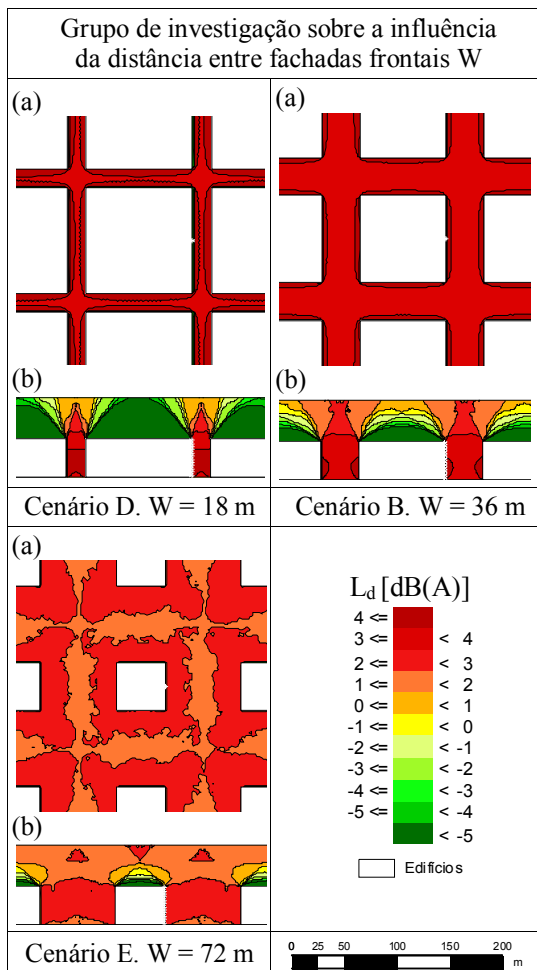 Grupo de investigação sobre a influência
da distância entre fachadas frontais W
(a)
(b)
Cenário D. W = 18 m
(a)
(b)
Cenário B. W = 36 m
(a)
(b)
Cenário E. W = 72 m
Ld [dB(A)]
4 <=
3 <= < 4
2 <= < 3
1 <= < 2
0 <= < 1
-1 <= < 0
-2 <= < -1
-3 <= < -2
-4 <= < -3
-5 <= < -4
< -5
Edifícios
0 25 50 100 150 200
m